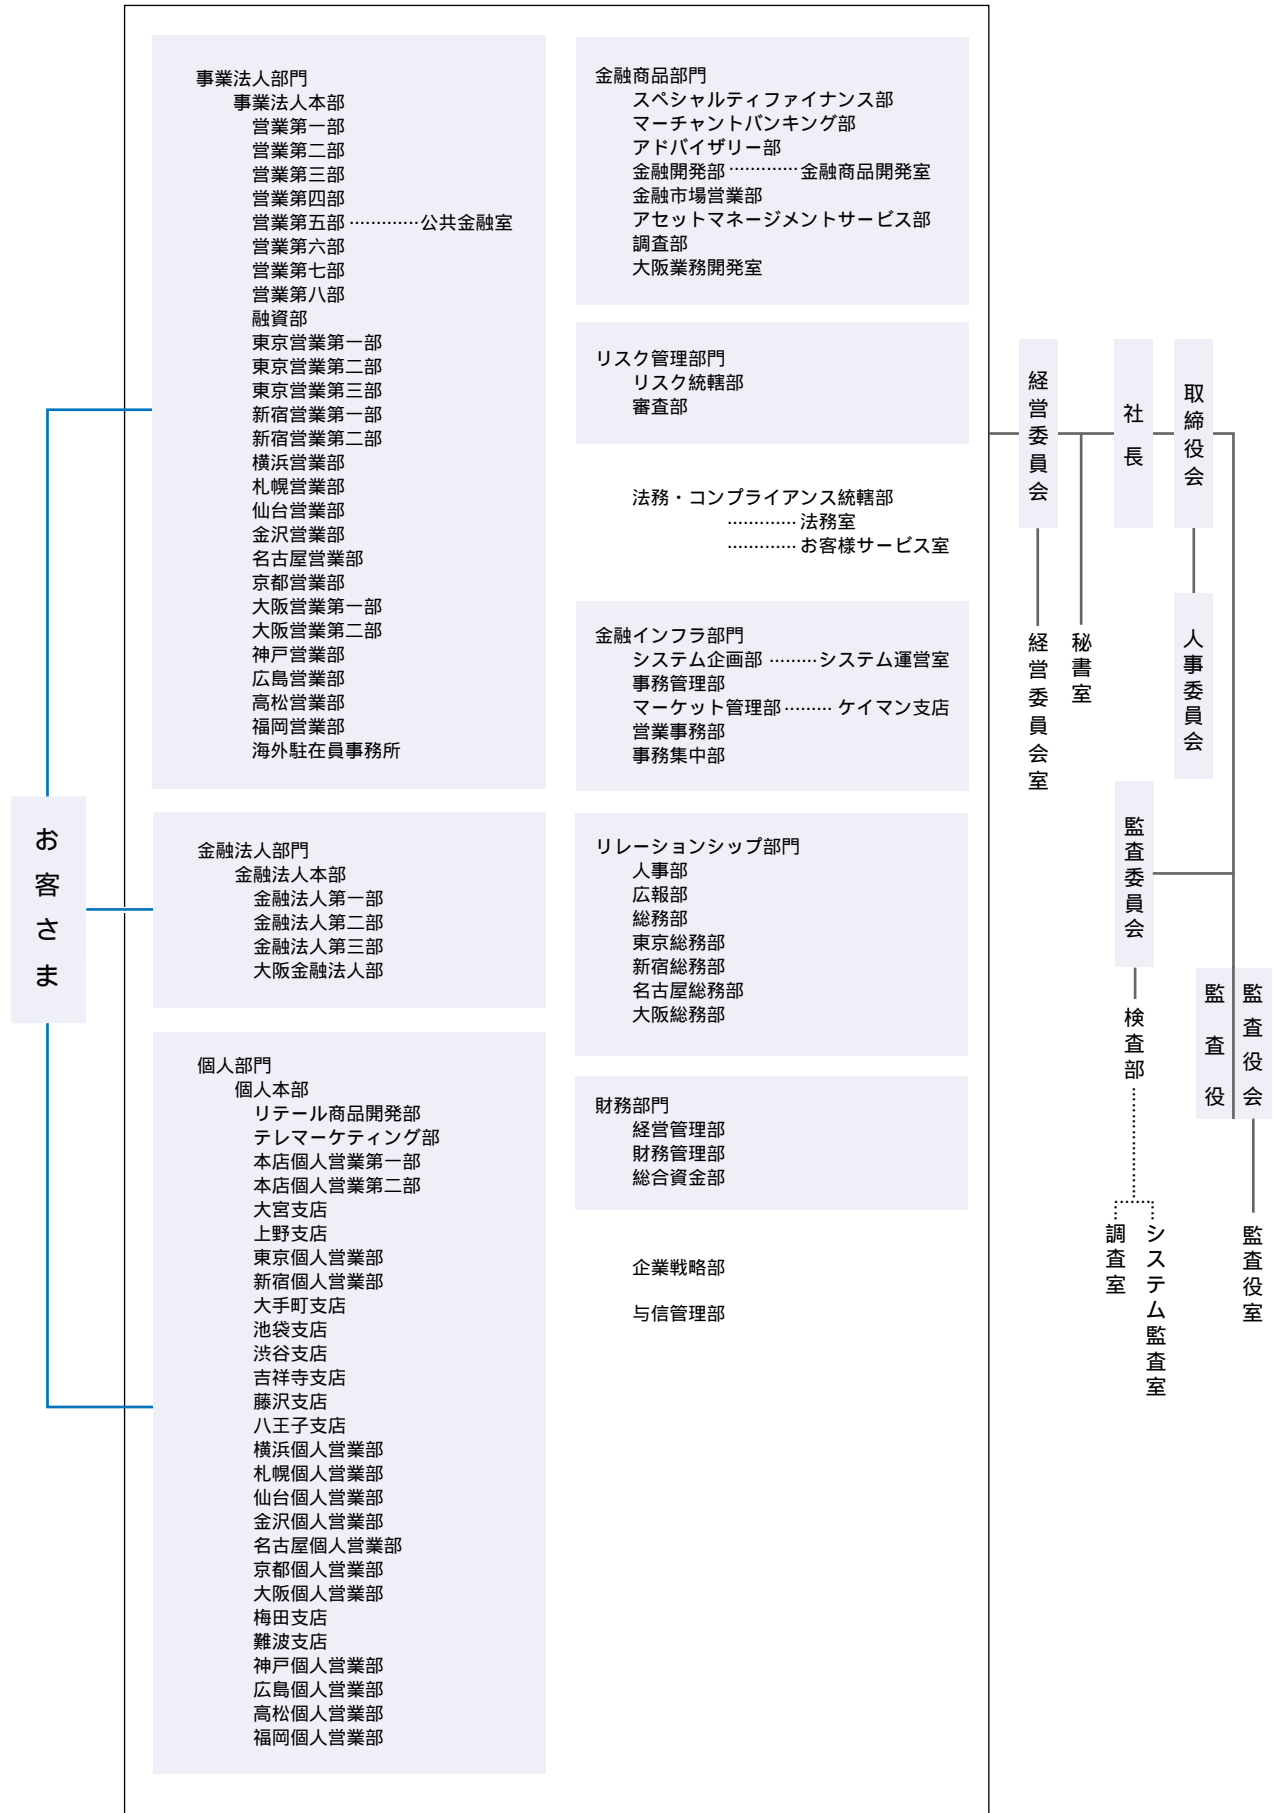 事業法人部門
事業法人本部
営業第一部
営業第二部
営業第三部
営業第四部
営業第五部 ............. 公共金融室
営業第六部
営業第七部
営業第八部
融資部
東京営業第一部
東京営業第二部
東京営業第三部
新宿営業第一部
新宿営業第二部
横浜営業部
札幌営業部
仙台営業部
金沢営業部
名古屋営業部
京都営業部
大阪営業第一部
大阪営業第二部
神戸営業部
広島営業部
高松営業部
福岡営業部
海外駐在員事務所
金融法人部門
金融法人本部
金融法人第一部
金融法人第二部
金融法人第三部
大阪金融法人部
個人部門
個人本部
リテール商品開発部
テレマーケティング部
本店個人営業第一部
本店個人営業第二部
大宮支店
上野支店
東京個人営業部
新宿個人営業部
大手町支店
池袋支店
渋谷支店
吉祥寺支店
藤沢支店
八王子支店
横浜個人営業部
札幌個人営業部
仙台個人営業部
金沢個人営業部
名古屋個人営業部
京都個人営業部
大阪個人営業部
梅田支店
難波支店
神戸個人営業部
広島個人営業部
高松個人営業部
福岡個人営業部
金融商品部門
スペシャルティファイナンス部
マーチャントバンキング部
アドバイザリー部
金融開発部 ............. 金融商品開発室
金融市場営業部
アセットマネージメントサービス部
調査部
大阪業務開発室
リスク管理部門
リスク統轄部
審査部
法務・コンプライアンス統轄部
............. 法務室
............. お客様サービス室
金融インフラ部門
システム企画部 ......... システム運営室
事務管理部
マーケット管理部 ......... ケイマン支店
営業事務部
事務集中部
リレーションシップ部門
人事部
広報部
総務部
東京総務部
新宿総務部
名古屋総務部
大阪総務部
財務部門
経営管理部
財務管理部
総合資金部
企業戦略部
与信管理部
お客さま
経営委員会
社長
取締役会
経営委員会室
秘書室
人事委員会
監査委員会
検査部
監査役
監査役会
調査室
システム監査室
監査役室